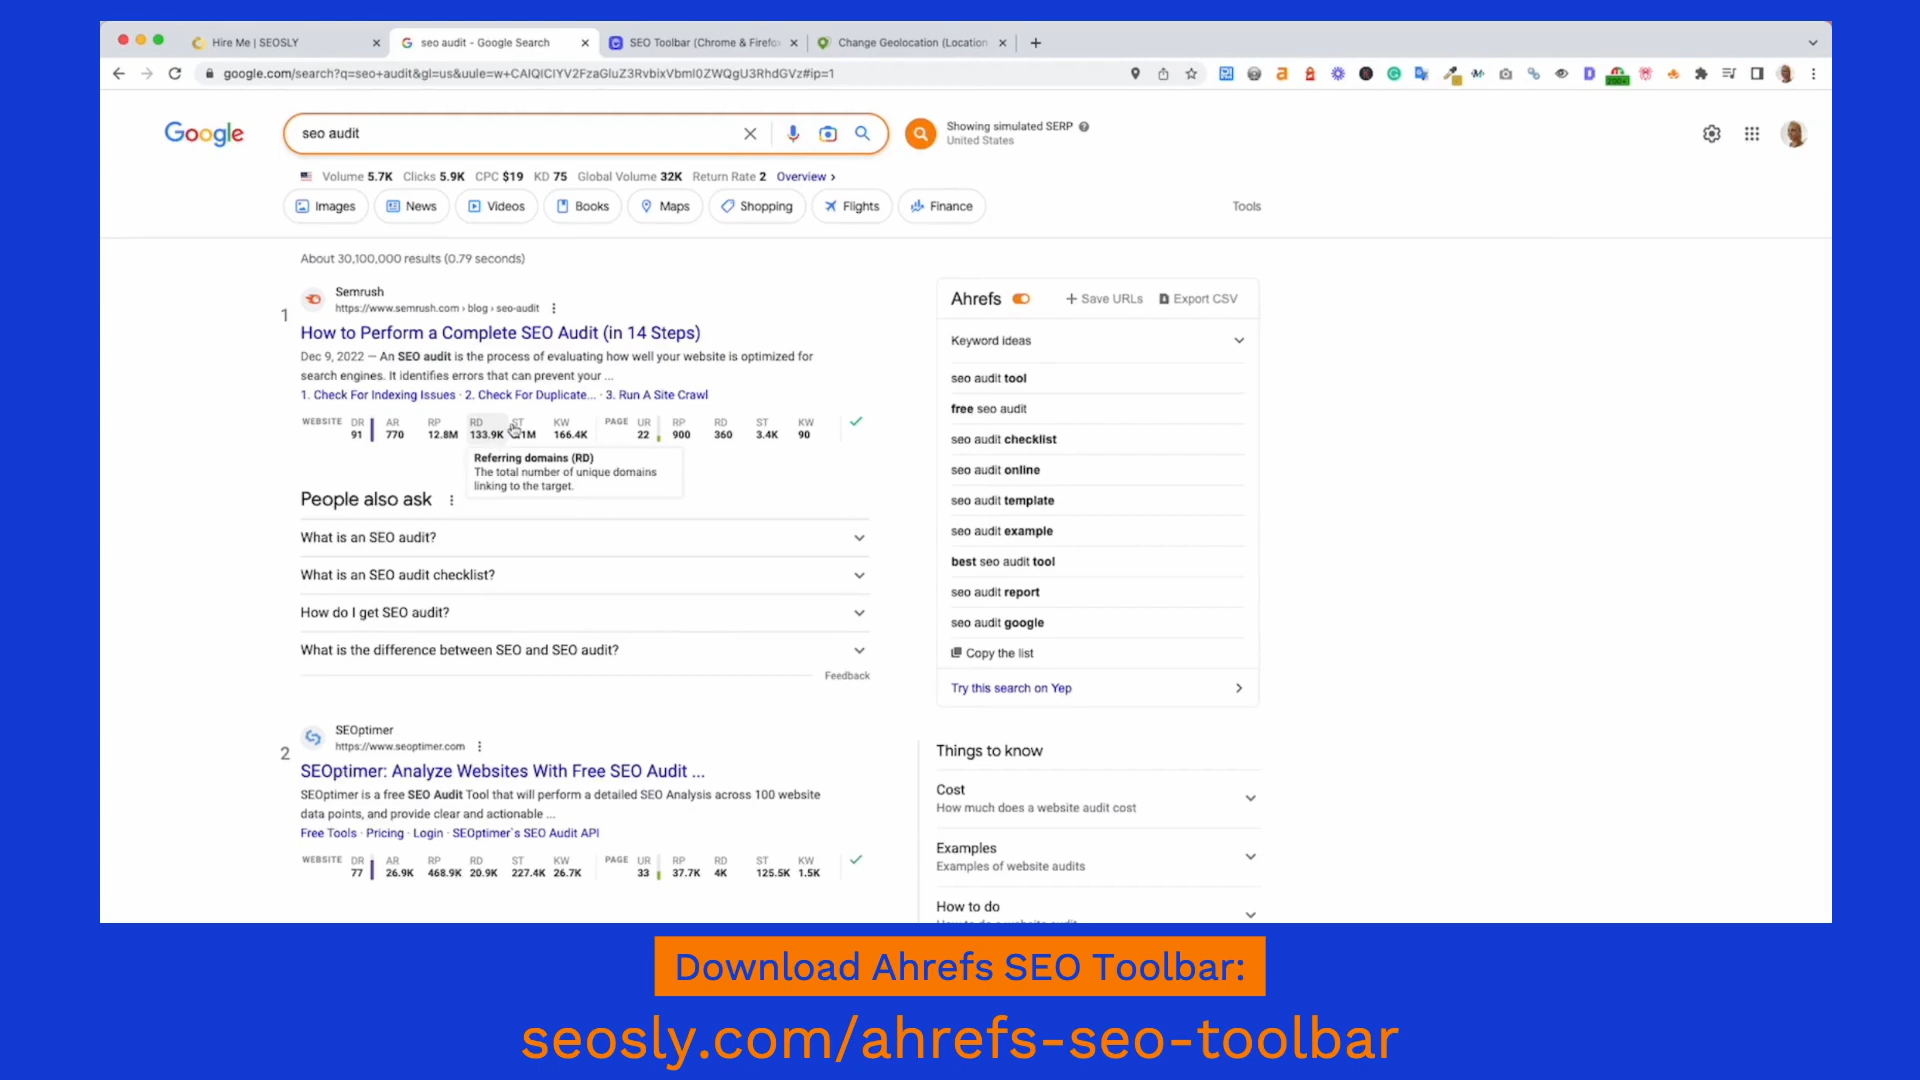 Hire Me | SEOSLY
seo audit - Google Search
SEO Toolbar (Chrome & Firefo
Change Geolocation (Location
google.com/search?q=seo+audit&gl=us&uule=w+CAIQICIYV2FzaGluZ3RvbixVbml0ZWQgU3RhdGVz#ip=1
Google
seo audit
Showing simulated SERP
United States
Volume 5.7K Clicks 5.9K CPC $19 KD 75 Global Volume 32K Return Rate 2 Overview ›
Images
News
Videos
Books
Maps
Shopping
Flights
Finance
Tools
About 30,100,000 results (0.79 seconds)
1
Semrush
https://www.semrush.com › blog › seo-audit
How to Perform a Complete SEO Audit (in 14 Steps)
Dec 9, 2022 — An SEO audit is the process of evaluating how well your website is optimized for
search engines. It identifies errors that can prevent your ...
1. Check For Indexing Issues · 2. Check For Duplicate... · 3. Run A Site Crawl
WEBSITE DR AR RP RD ST KW PAGE UR RP RD ST KW
91 770 12.8M 133.9K 1M 166.4K 22 900 360 3.4K 90
Referring domains (RD)
The total number of unique domains
linking to the target.
People also ask
What is an SEO audit?
What is an SEO audit checklist?
How do I get SEO audit?
What is the difference between SEO and SEO audit?
Feedback
2
SEOptimer
https://www.seoptimer.com
SEOptimer: Analyze Websites With Free SEO Audit ...
SEOptimer is a free SEO Audit Tool that will perform a detailed SEO Analysis across 100 website
data points, and provide clear and actionable ...
Free Tools · Pricing · Login · SEOptimer`s SEO Audit API
WEBSITE DR AR RP RD ST KW PAGE UR RP RD ST KW
77 26.9K 468.9K 20.9K 227.4K 26.7K 33 37.7K 4K 125.5K 1.5K
Ahrefs
Save URLs
Export CSV
Keyword ideas
seo audit tool
free seo audit
seo audit checklist
seo audit online
seo audit template
seo audit example
best seo audit tool
seo audit report
seo audit google
Copy the list
Try this search on Yep
Things to know
Cost
How much does a website audit cost
Examples
Examples of website audits
How to do
Download Ahrefs SEO Toolbar:
seosly.com/ahrefs-seo-toolbar